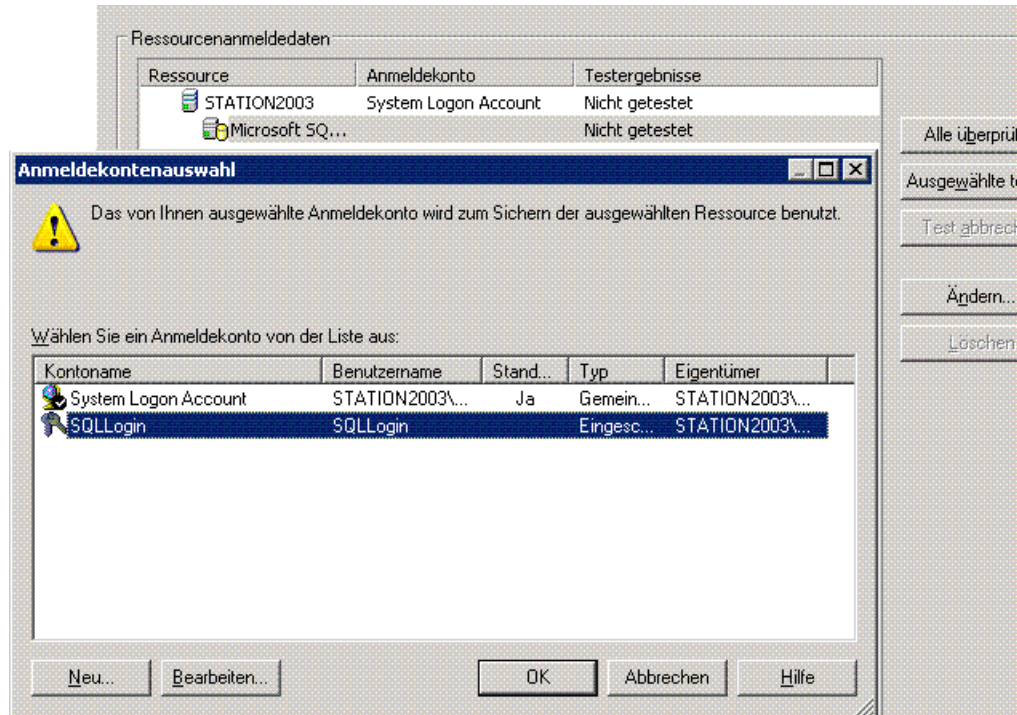 Ressourcenanmeldedaten
Ressource Anmeldekonto Testergebnisse
STATION2003 System Logon Account Nicht getestet
Microsoft SQ... Nicht getestet
Alle überprüf
Anmeldekontenauswahl
Ausgewählte te
Das von Ihnen ausgewählte Anmeldekonto wird zum Sichern der ausgewählten Ressource benutzt.
Test abbrech
Ändern...
Wählen Sie ein Anmeldekonto von der Liste aus:
Löschen
Kontoname Benutzername Stand... Typ Eigentümer
System Logon Account STATION2003\... Ja Gemein... STATION2003\...
SQLLogin SQLLogin Eingesc... STATION2003\...
Neu... Bearbeiten... OK Abbrechen Hilfe